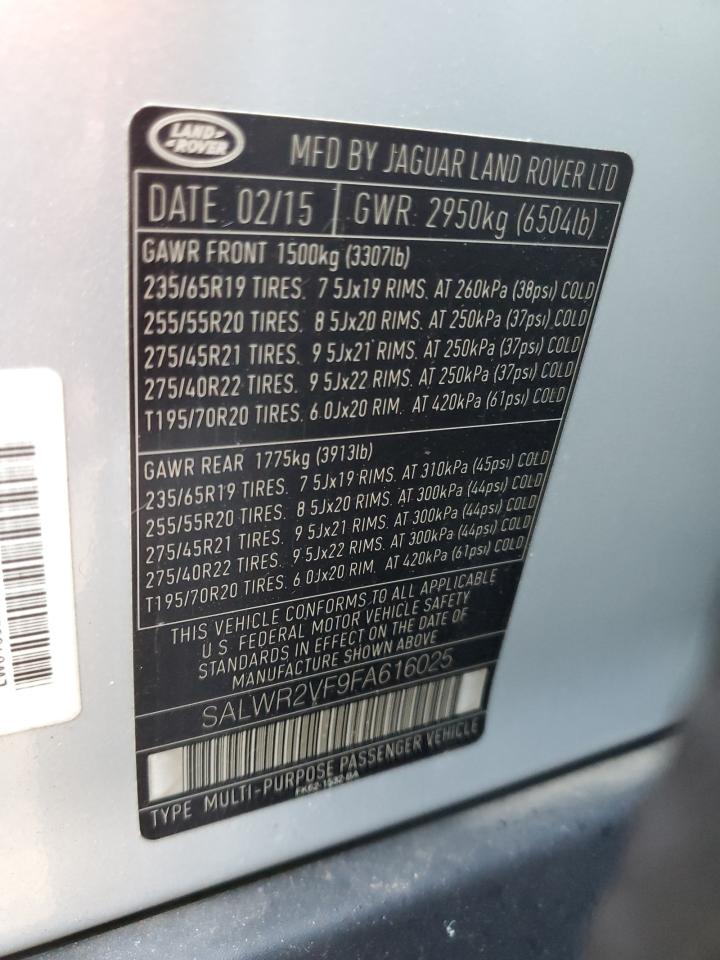 LAND-
-ROVER
MFD BY JAGUAR LAND ROVER LTD
DATE 02/15 GWR 2950kg (6504lb)
GAWR FRONT 1500kg (3307lb)
235/65R19 TIRES. 7 5Jx19 RIMS. AT 260kPa (38psi) COLD
255/55R20 TIRES. 8 5Jx20 RIMS. AT 250kPa (37psi) COLD
275/45R21 TIRES. 9 5Jx21 RIMS. AT 250kPa (37psi) COLD
275/40R22 TIRES. 9 5Jx22 RIMS. AT 250kPa (37psi) COLD
T195/70R20 TIRES. 6 0Jx20 RIM. AT 420kPa (61psi) COLD
GAWR REAR 1775kg (3913lb)
235/65R19 TIRES. 7 5Jx19 RIMS. AT 310kPa (45psi) COLD
255/55R20 TIRES. 8 5Jx20 RIMS. AT 300kPa (44psi) COLD
275/45R21 TIRES. 9 5Jx21 RIMS. AT 300kPa (44psi) COLD
275/40R22 TIRES. 9 5Jx22 RIMS. AT 300kPa (44psi) COLD
T195/70R20 TIRES. 6 0Jx20 RIM. AT 420kPa (61psi) COLD
THIS VEHICLE CONFORMS TO ALL APPLICABLE
U S. FEDERAL MOTOR VEHICLE SAFETY
STANDARDS IN EFFECT ON THE DATE OF
MANUFACTURE SHOWN ABOVE
SALWR2VF9FA616025
TYPE MULTI-PURPOSE PASSENGER VEHICLE
FK62-1532-BA